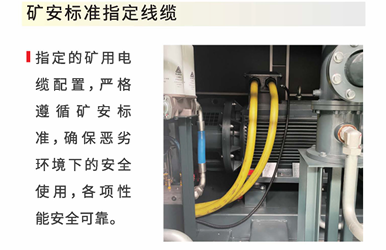 矿安标准指定线缆
指定的矿用电
缆配置，严格
遵循矿安标
准，确保恶劣
环境下的安全
使用，各项性
能安全可靠。